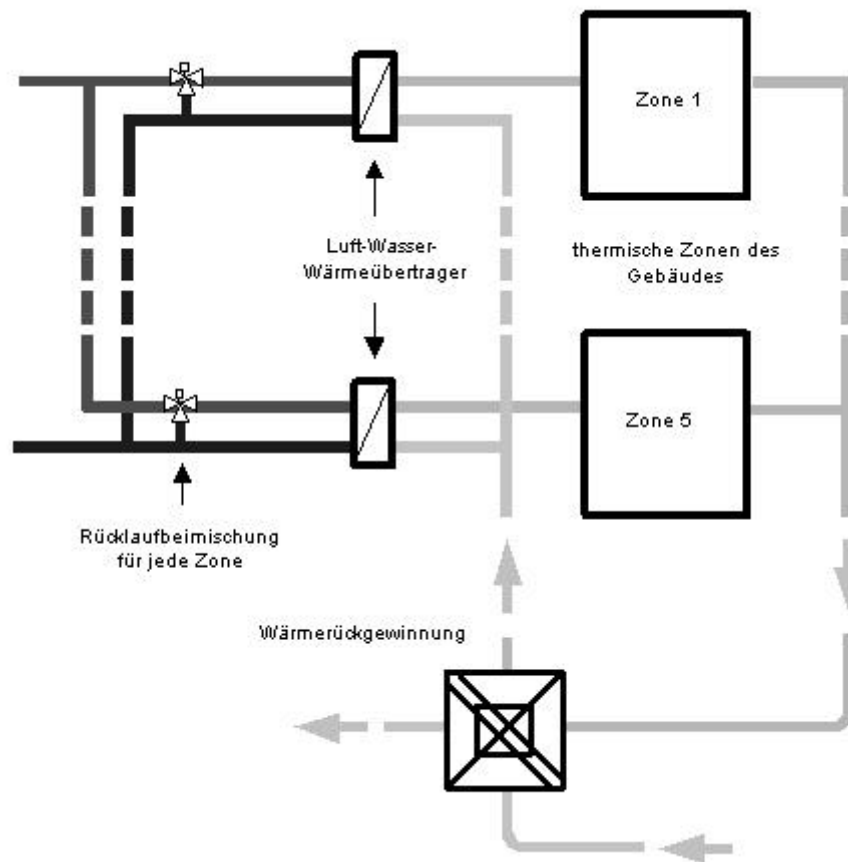 Zone 1
Luft-Wasser-
Wärmeübertrager
thermische Zonen des
Gebäudes
Zone 5
Rücklaufbeimischung
für jede Zone
Wärmerückgewinnung